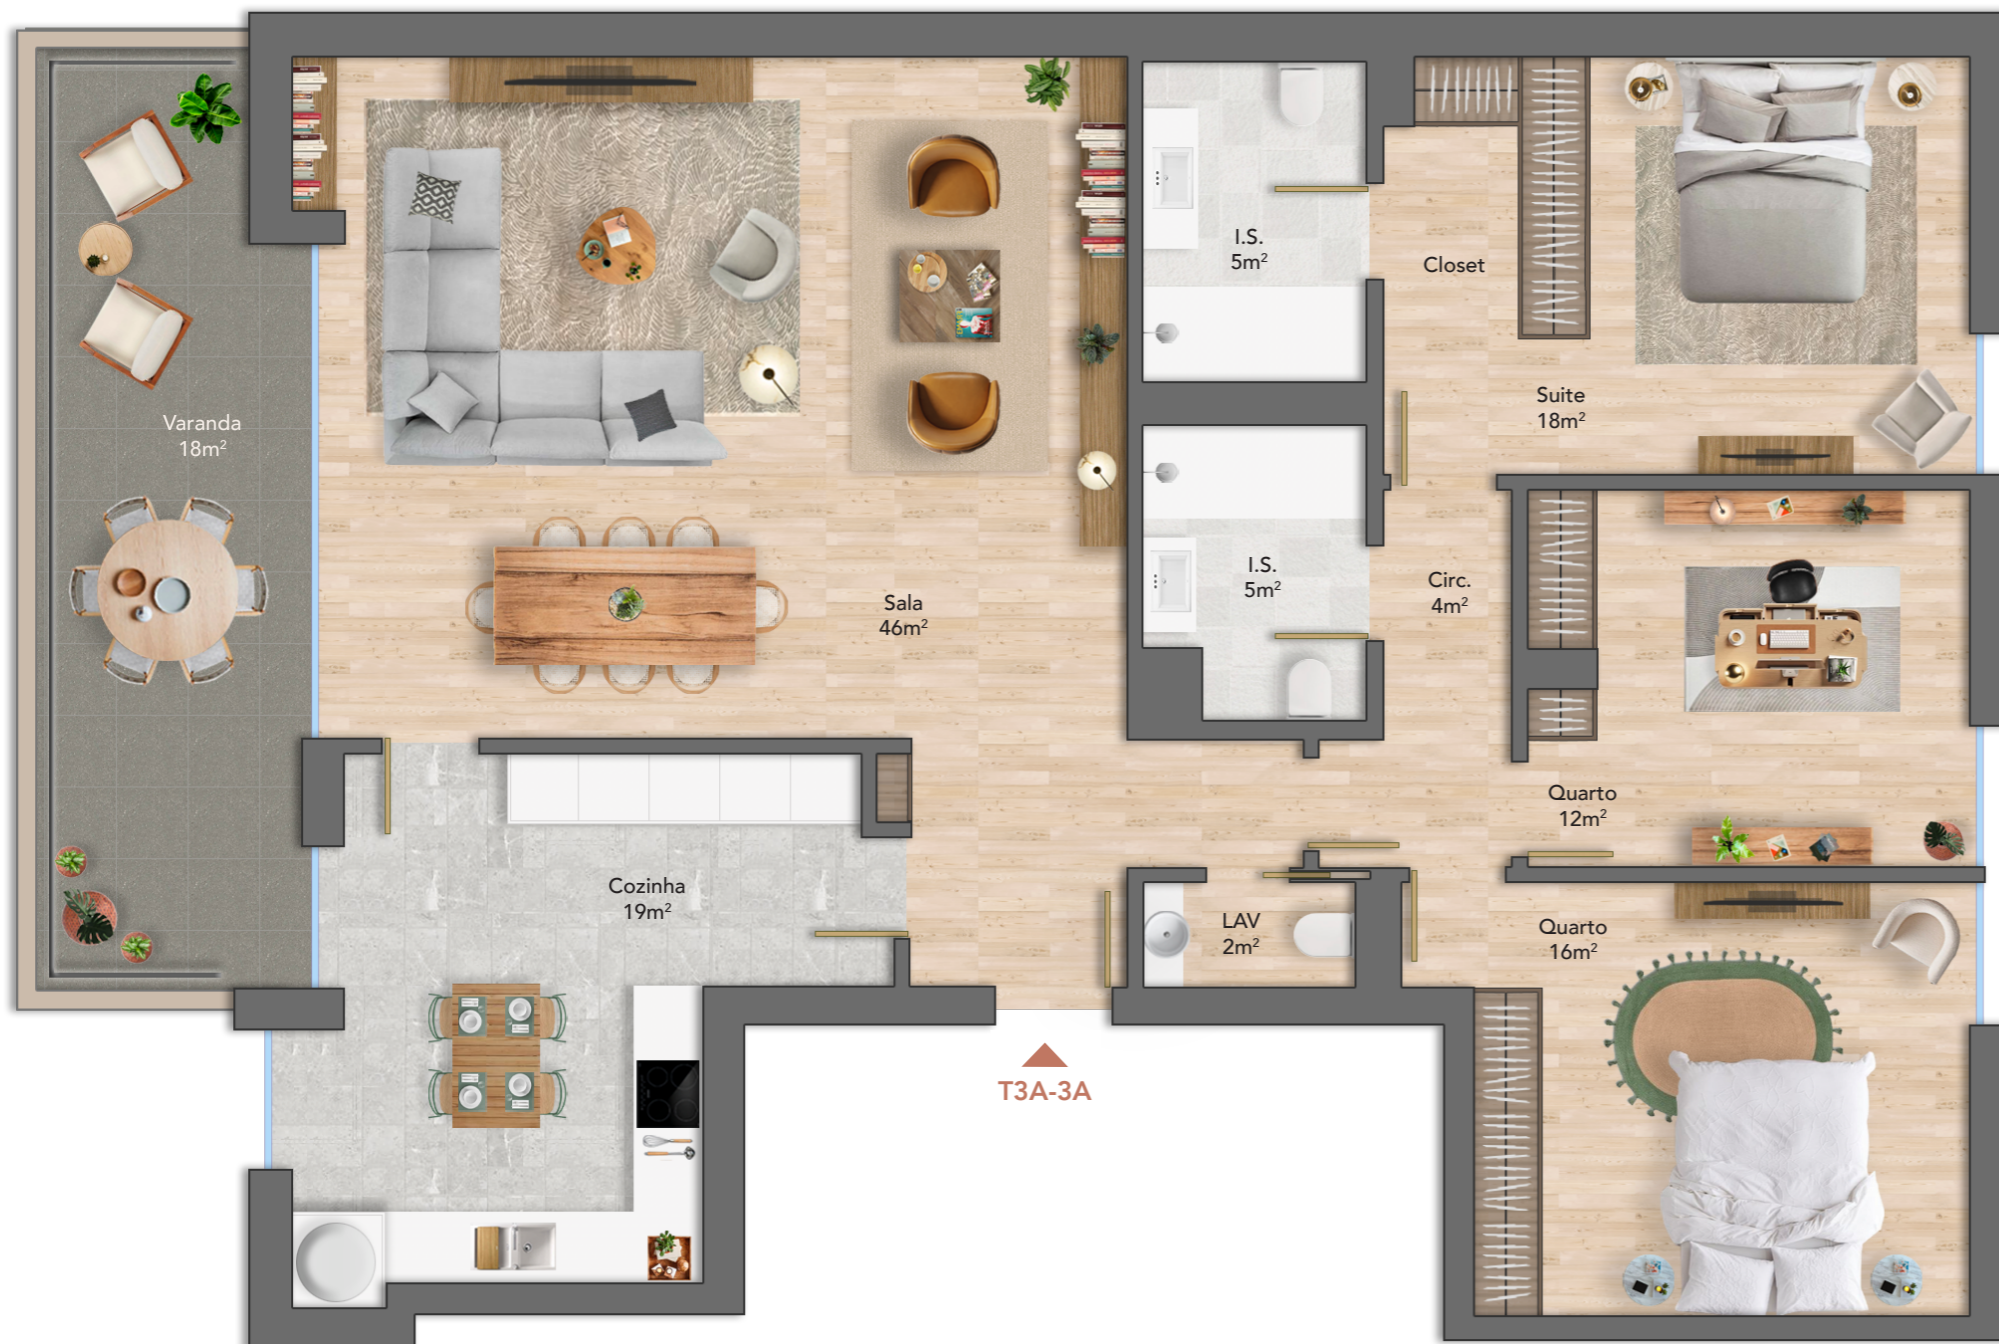 I.S.
5m²
Closet
Suite
18m²
Varanda
18m²
I.S.
5m²
Circ.
4m²
Sala
46m²
Quarto
12m²
Cozinha
19m²
LAV
2m²
Quarto
16m²
T3A-3A